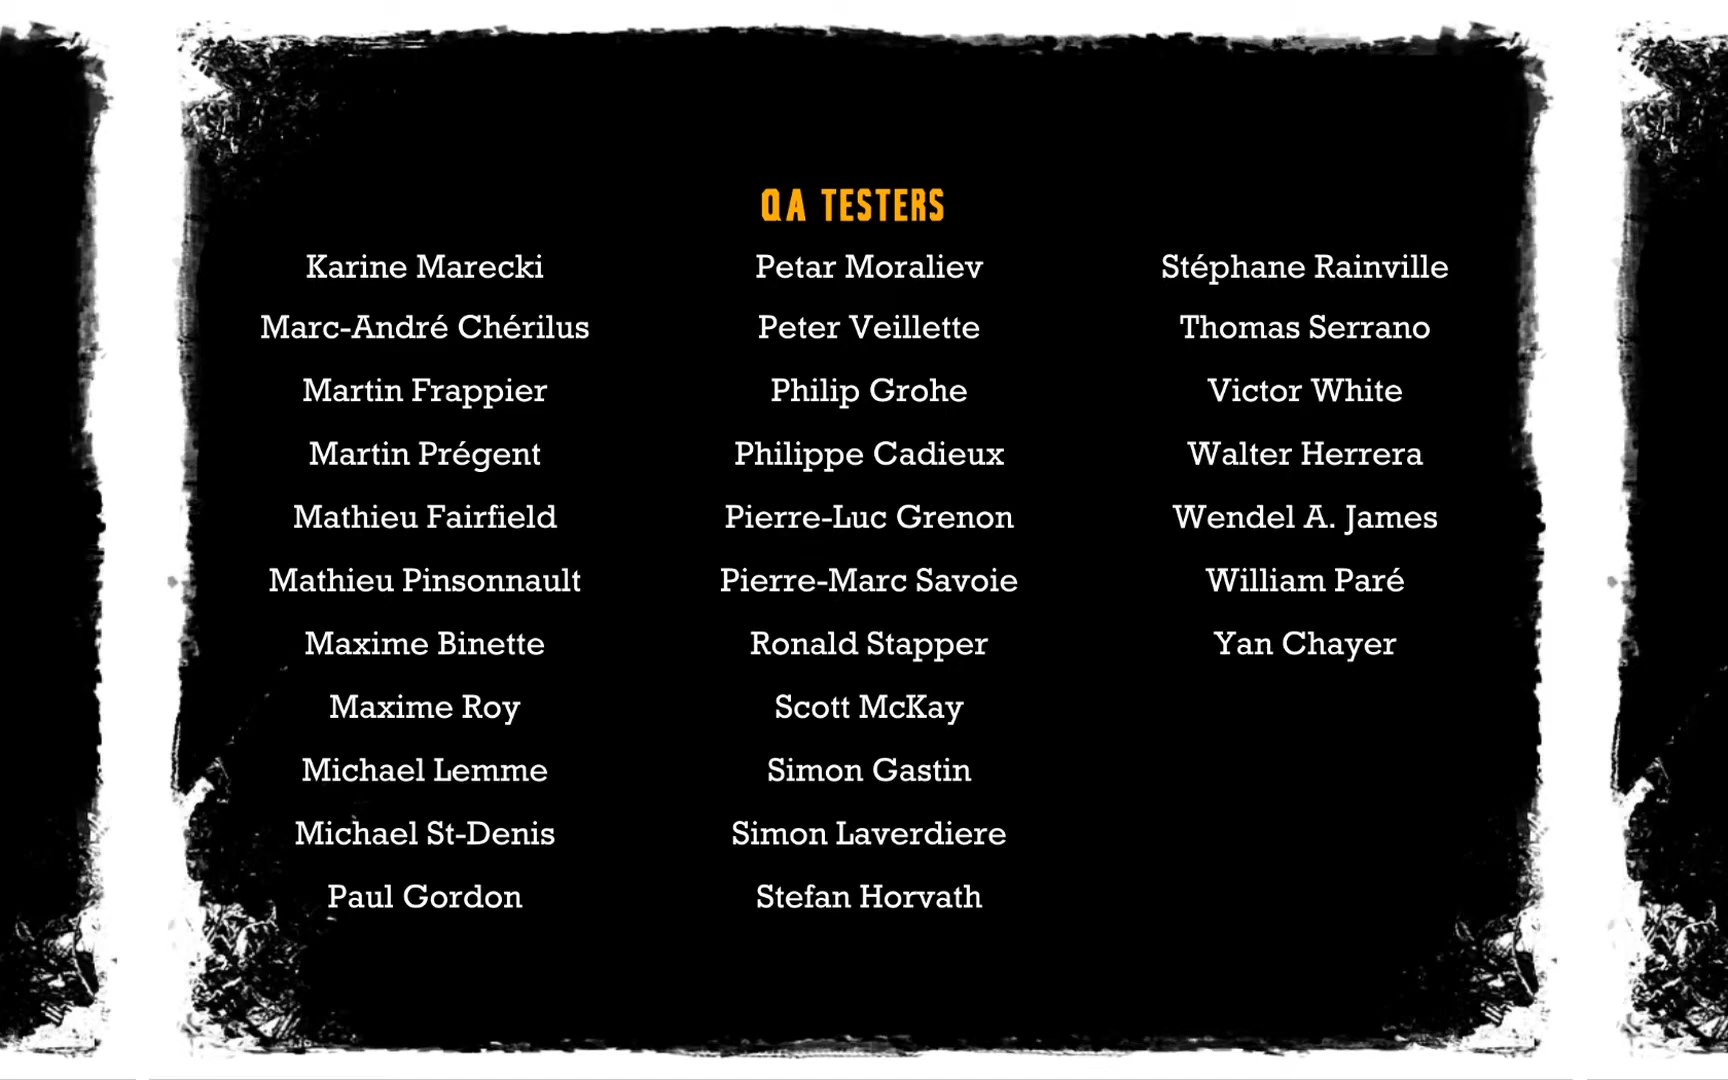 QA TESTERS
Karine Marecki
Marc-André Chérilus
Martin Frappier
Martin Prégent
Mathieu Fairfield
Mathieu Pinsonnault
Maxime Binette
Maxime Roy
Michael Lemme
Michael St-Denis
Paul Gordon
Petar Moraliev
Peter Veillette
Philip Grohe
Philippe Cadieux
Pierre-Luc Grenon
Pierre-Marc Savoie
Ronald Stapper
Scott McKay
Simon Gastin
Simon Laverdiere
Stefan Horvath
Stéphane Rainville
Thomas Serrano
Victor White
Walter Herrera
Wendel A. James
William Paré
Yan Chayer